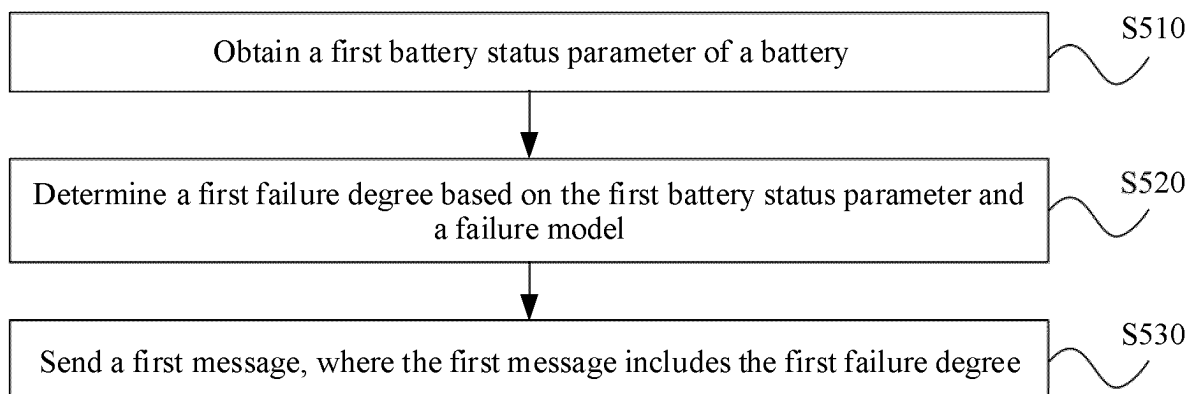 Obtain a first battery status parameter of a battery
S510
Determine a first failure degree based on the first battery status parameter and
a failure model
S520
Send a first message, where the first message includes the first failure degree
S530